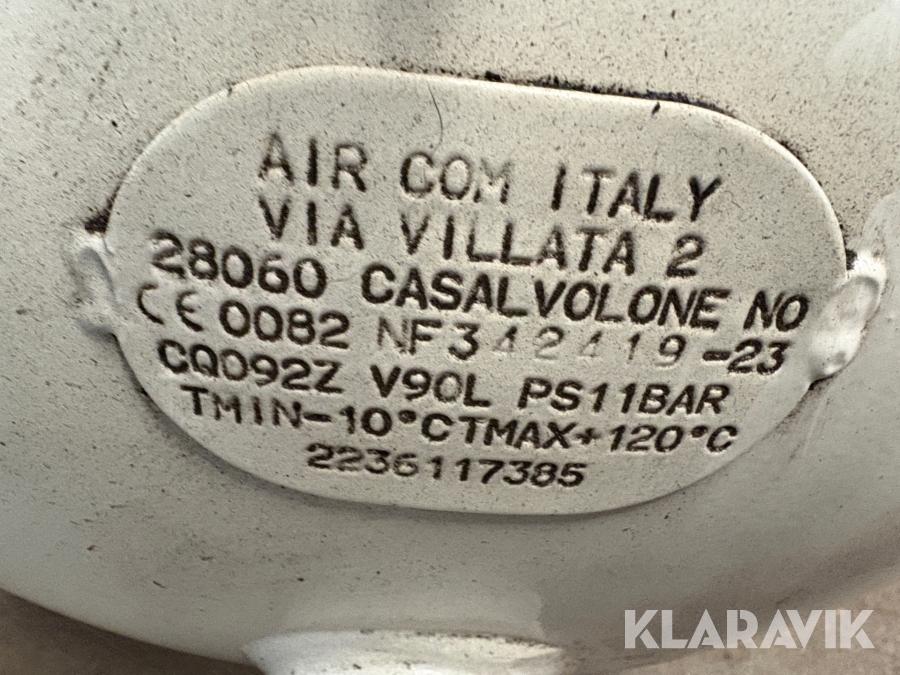 AIR COM ITALY
VIA VILLATA 2
28060 CASALVOLONE NO
CE 0082 NF342419-23
CQ092Z V90L PS11BAR
TMIN-10°CTMAX+120°C
2236117385
KLARAVIK